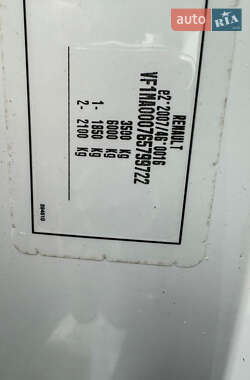 AUTO
RIA
RENAULT
e2*2007/46*0016
VF1MA000765799722
3500 KG
6000 KG
1- 1850 KG
2- 2100 KG